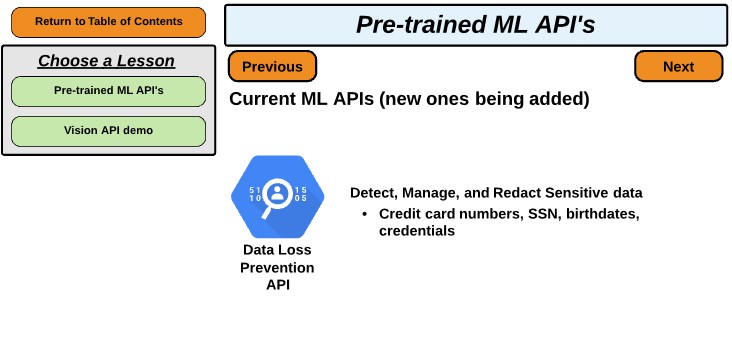 Return to Table of Contents
Pre-trained ML API's
Choose a Lesson
Pre-trained ML API's
Vision API demo
Previous
Next
Current ML APIs (new ones being added)
51 15
10 05
Data Loss
Prevention
API
Detect, Manage, and Redact Sensitive data
• Credit card numbers, SSN, birthdates,
credentials